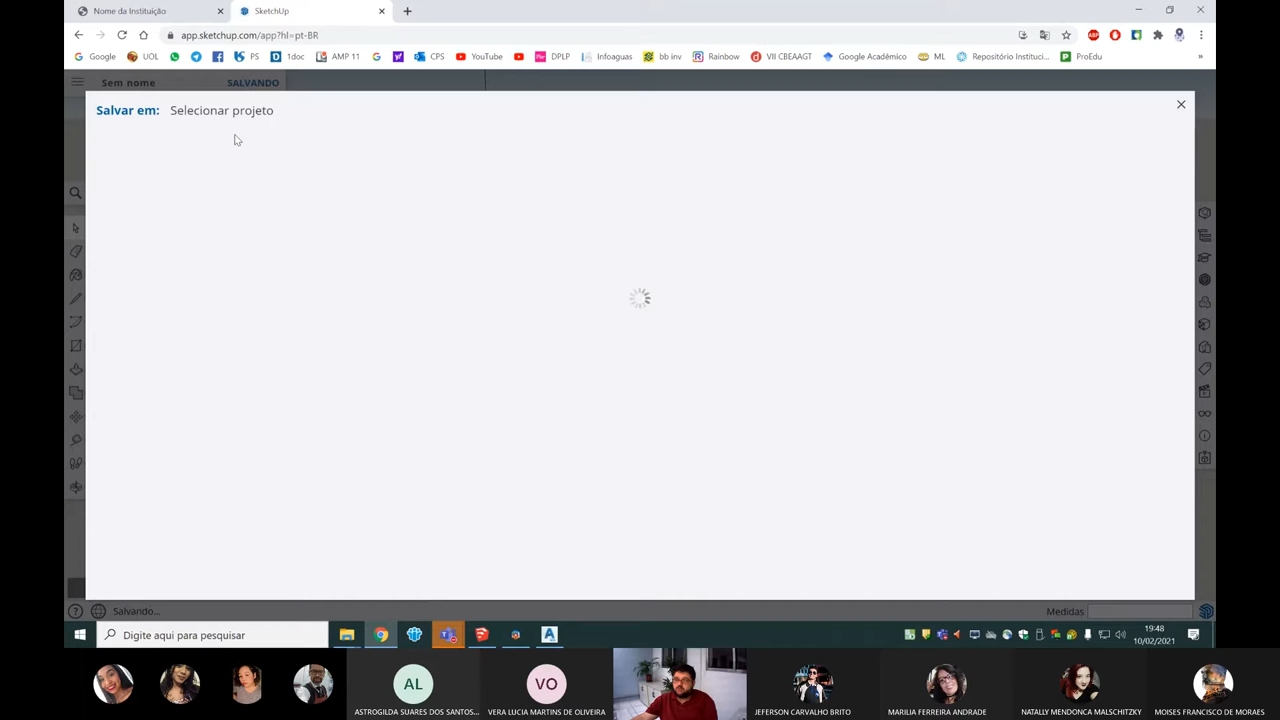 Nome da Instituição
SketchUp
app.sketchup.com/app?hl=pt-BR
Google
UOL
PS
1doc
AMP 11
CPS
YouTube
DPLP
Infoaguas
bb inv
Rainbow
VII CBEAAGT
Google Acadêmico
ML
Repositório Instituci...
ProEdu
Sem nome
SALVANDO
Salvar em: Selecionar projeto
Salvando...
Medidas
Digite aqui para pesquisar
19:48
10/02/2021
AL
VO
ASTROGILDA SUARES DOS SANTOS...
VERA LUCIA MARTINS DE OLIVEIRA
JEFERSON CARVALHO BRITO
MARILIA FERREIRA ANDRADE
NATALLY MENDONCA MALSCHITZKY
MOISES FRANCISCO DE MORAES